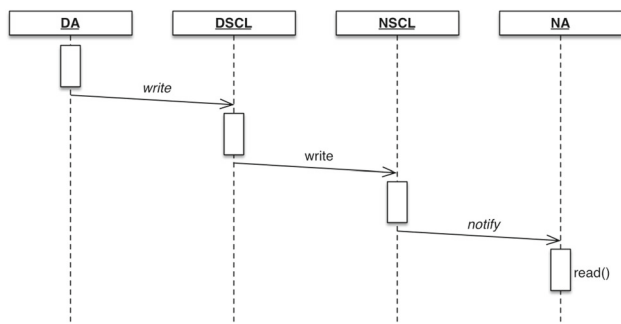 DA
DSCL
NSCL
NA
write
write
notify
read()